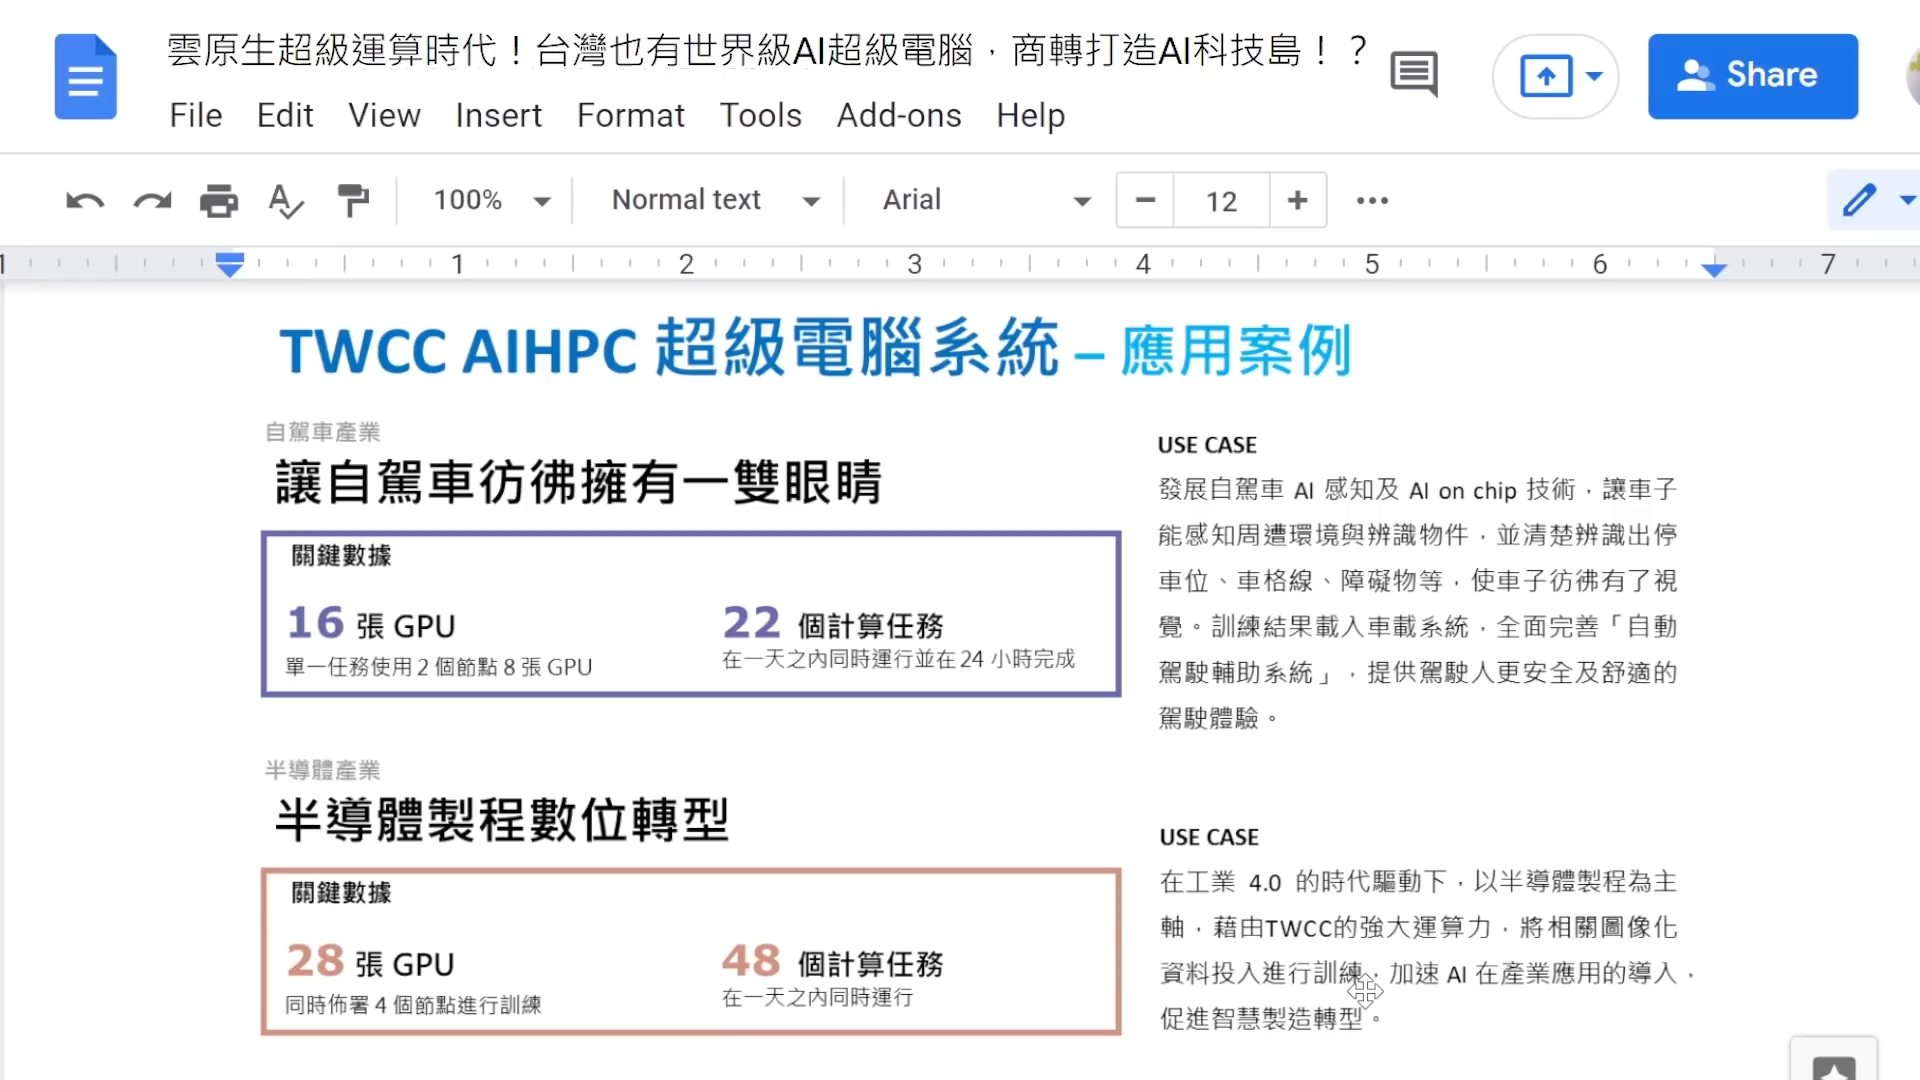 雲原生超級運算時代！台灣也有世界級AI超級電腦，商轉打造AI科技島！？
Share
File Edit View Insert Format Tools Add-ons Help
100% Normal text Arial 12
1 1 2 3 4 5 6 7
TWCC AIHPC 超級電腦系統 – 應用案例
自駕車產業
讓自駕車彷彿擁有一雙眼睛
關鍵數據
16 張 GPU
單一任務使用 2 個節點 8 張 GPU
22 個計算任務
在一天之內同時運行並在 24 小時完成
USE CASE
發展自駕車 AI 感知及 AI on chip 技術，讓車子
能感知周遭環境與辨識物件，並清楚辨識出停
車位、車格線、障礙物等，使車子彷彿有了視
覺。訓練結果載入車載系統，全面完善「自動
駕駛輔助系統」，提供駕駛人更安全及舒適的
駕駛體驗。
半導體產業
半導體製程數位轉型
關鍵數據
28 張 GPU
同時佈署 4 個節點進行訓練
48 個計算任務
在一天之內同時運行
USE CASE
在工業 4.0 的時代驅動下，以半導體製程為主
軸，藉由TWCC的強大運算力，將相關圖像化
資料投入進行訓練，加速 AI 在產業應用的導入，
促進智慧製造轉型。